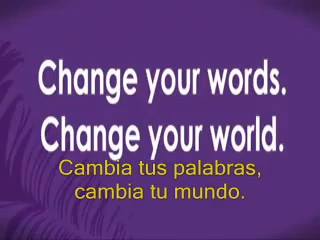 Change your words.
Change your world.
Cambia tus palabras,
cambia tu mundo.